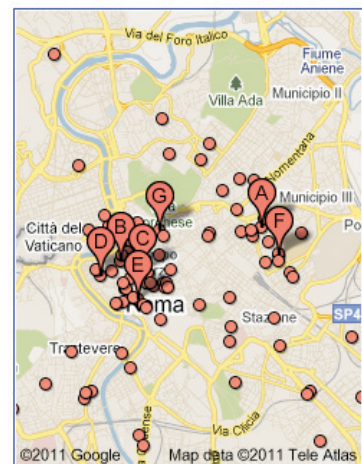 Via del Foro Italico
Fiume
Aniene
Municipio II
Villa Ada
Nomentana
A
Municipio III
G
F
Città del
Vaticano
B
D
C
E
Roma
Stazione
SP4
Trastevere
Via Cilicia
©2011 Google
Map data ©2011 Tele Atlas